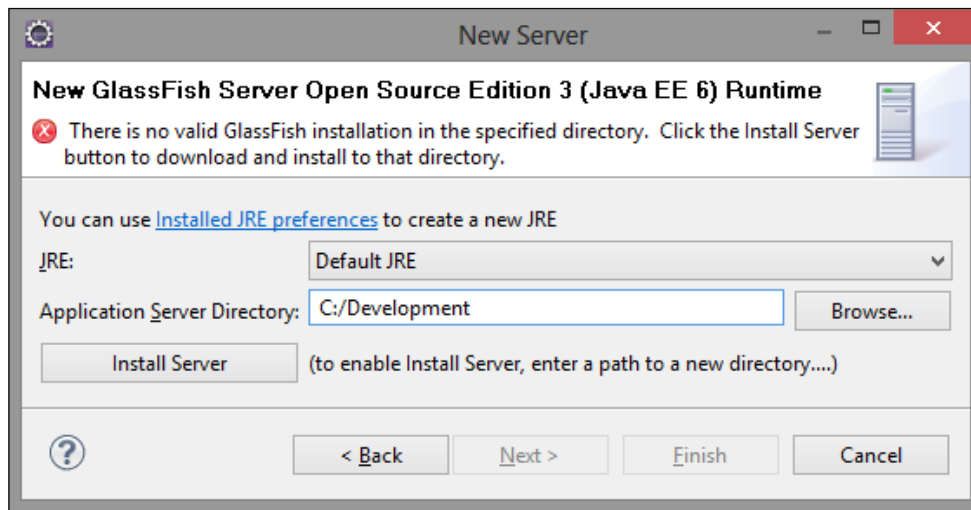 New Server
New GlassFish Server Open Source Edition 3 (Java EE 6) Runtime
There is no valid GlassFish installation in the specified directory.  Click the Install Server
button to download and install to that directory.
You can use Installed JRE preferences to create a new JRE
JRE: Default JRE
Application Server Directory: C:/Development Browse...
Install Server (to enable Install Server, enter a path to a new directory....)
? < Back Next > Finish Cancel